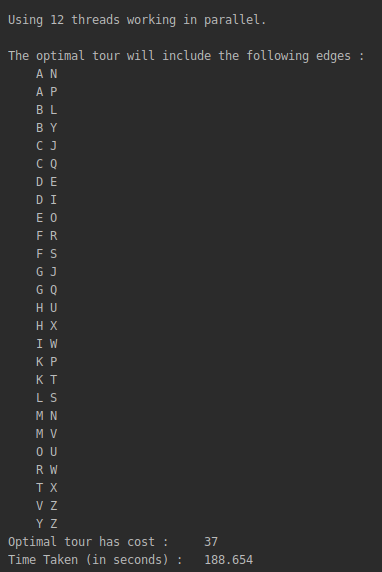 Using 12 threads working in parallel.
The optimal tour will include the following edges :
A N
A P
B L
B Y
C J
C Q
D E
D I
E O
F R
F S
G J
G Q
H U
H X
I W
K P
K T
L S
M N
M V
O U
R W
T X
V Z
Y Z
Optimal tour has cost : 37
Time Taken (in seconds) : 188.654